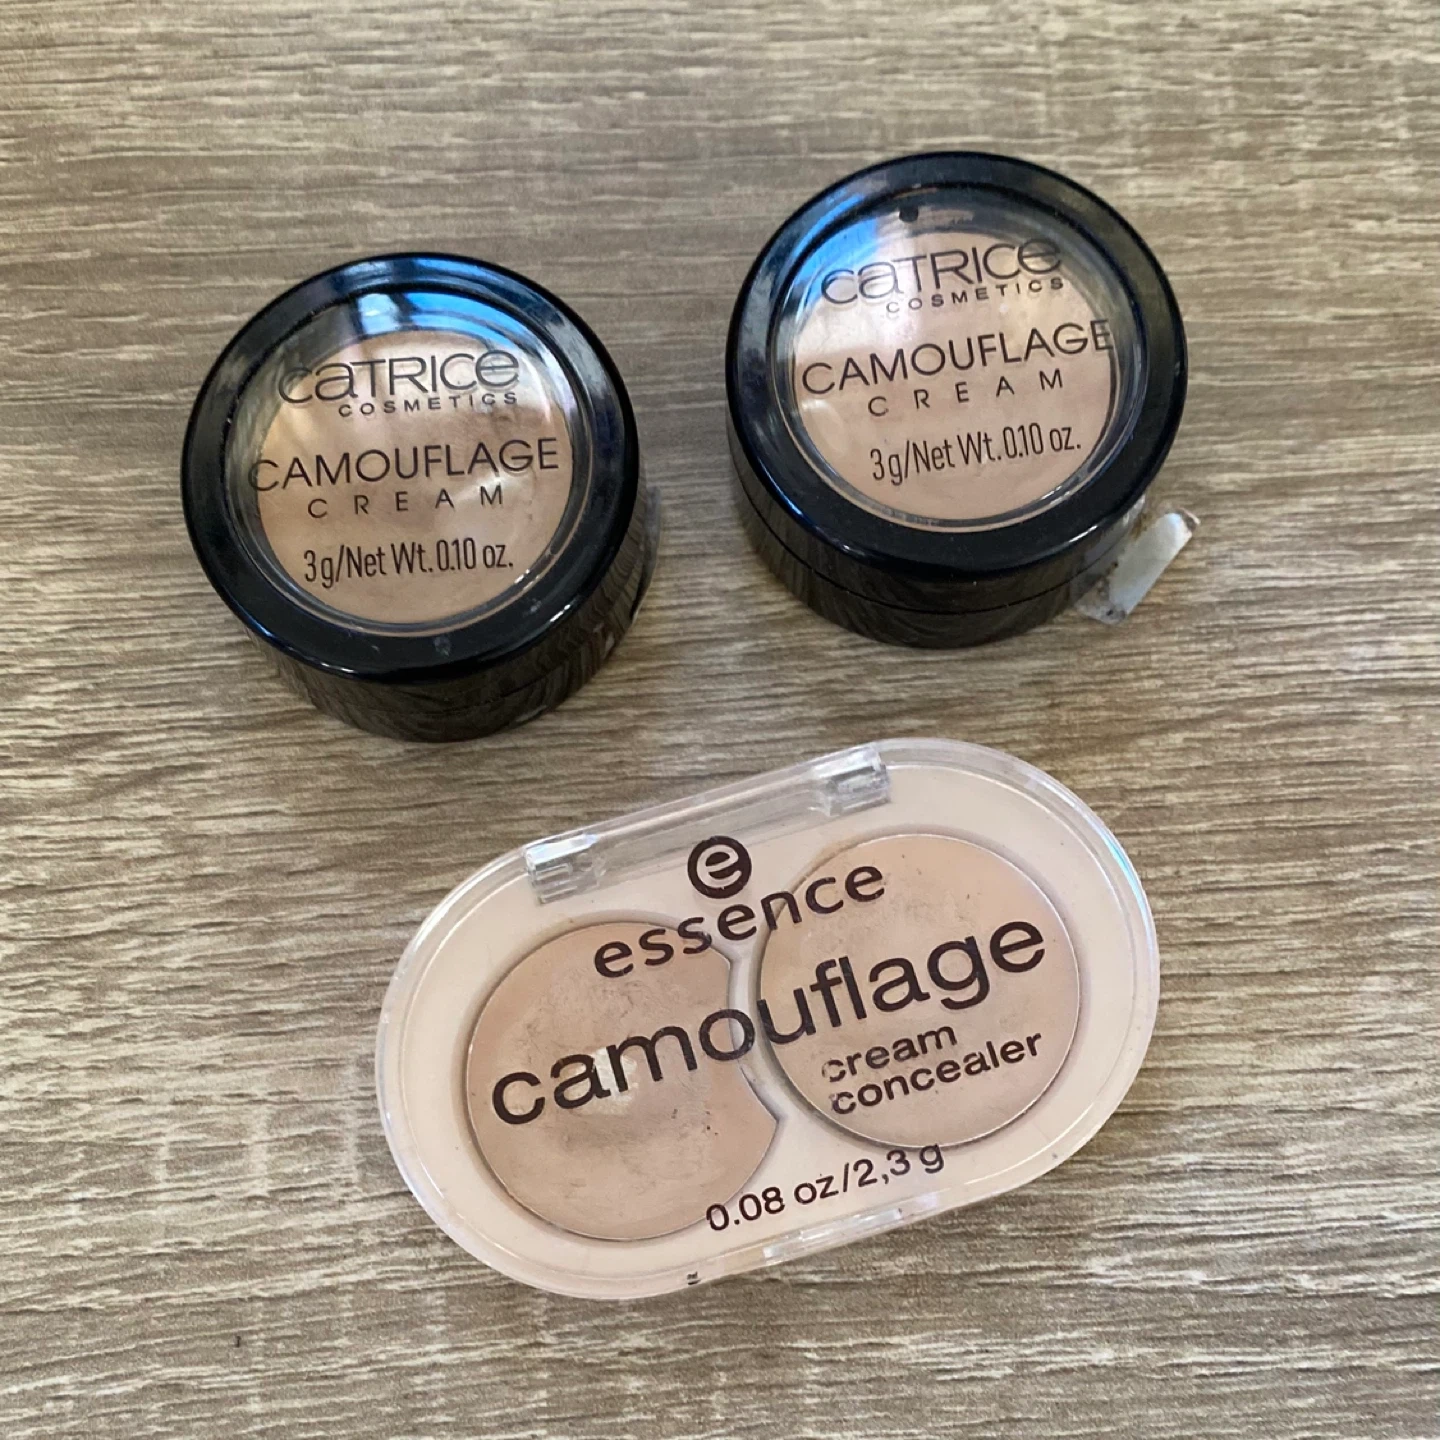 CATRICE
COSMETICS
CAMOUFLAGE
CREAM
3g/Net Wt. 0.10 oz.
CATRICE
COSMETICS
CAMOUFLAGE
CREAM
3g/Net Wt. 0.10 oz.
e
essence
camouflage
cream
concealer
0.08 oz/2,3 g